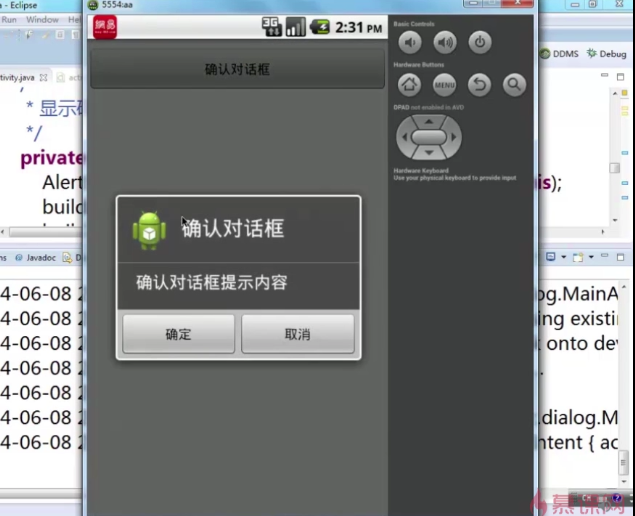 a - Eclipse
Run Window He
5554:aa
網易
3G
2:31 PM
Basic Controls
Hardware Buttons
MENU
DPAD not enabled in AVD
Hardware Keyboard
Use your physical keyboard to provide input
DDMS
Debug
tivity.java
确认对话框
* 显示
*/
private
Alert
is);
build
确认对话框
确认对话框提示内容
确定
取消
ns
Javadoc
D
4-06-08 2
og.MainA
4-06-08 2
ing existin
4-06-08 2
t onto dev
4-06-08 2
4-06-08 2
4-06-08 2
dialog.M
4-06-08 2
ntent { ac
慕课网